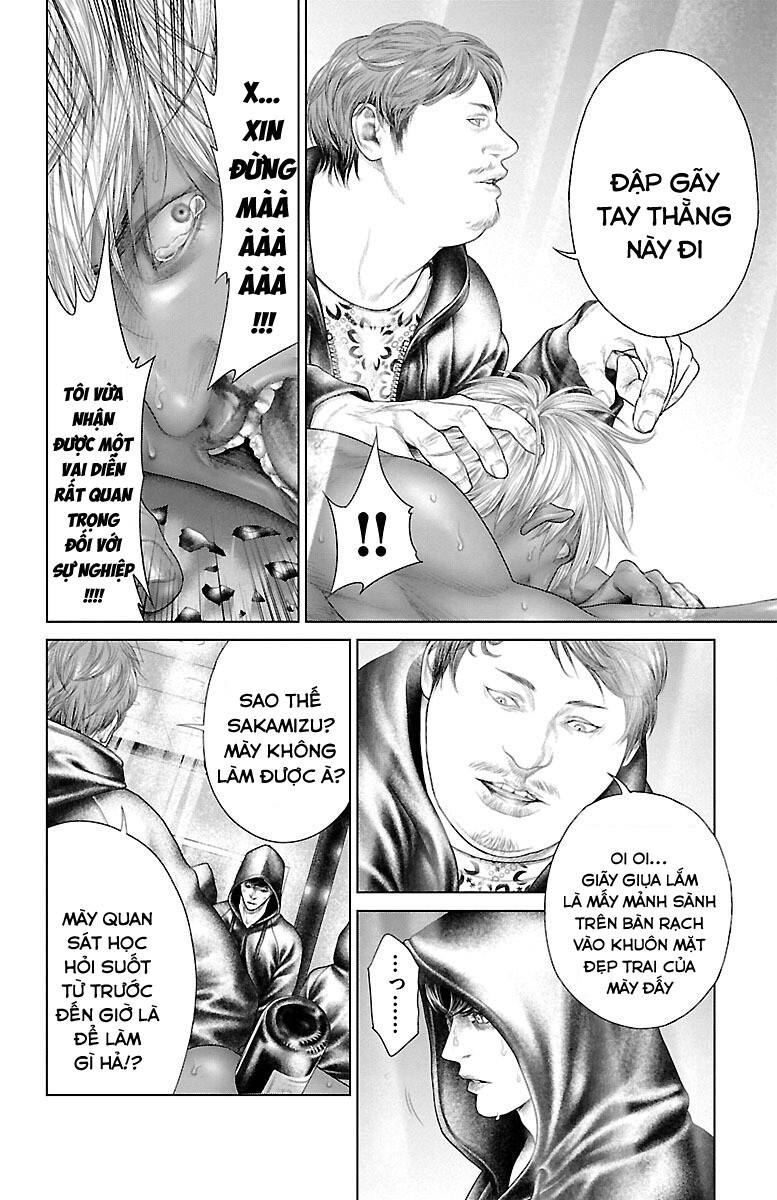 ĐẬP GÃY
TAY THẰNG
NÀY ĐI
!!
X...
XIN
ĐỪNG
MÀÀ
ÀÀÀ
ÀÀÀ
!!!
TÔI VỪA
NHẬN
ĐƯỢC MỘT
VAI DIỄN
RẤT QUAN
TRỌNG
ĐỐI VỚI
SỰ NGHIỆP
!!!!
OI OI...
GIÃY GIỤA LẮM
LÀ MẤY MẢNH SÀNH
TRÊN BÀN RẠCH
VÀO KHUÔN MẶT
ĐẸP TRAI CỦA
MÀY ĐẤY
SAO THẾ
SAKAMIZU?
MÀY KHÔNG
LÀM ĐƯỢC À?
MÀY QUAN
SÁT HỌC
HỎI SUỐT
TỪ TRƯỚC
ĐẾN GIỜ LÀ
ĐỂ LÀM
GÌ HẢ!?
…っ……